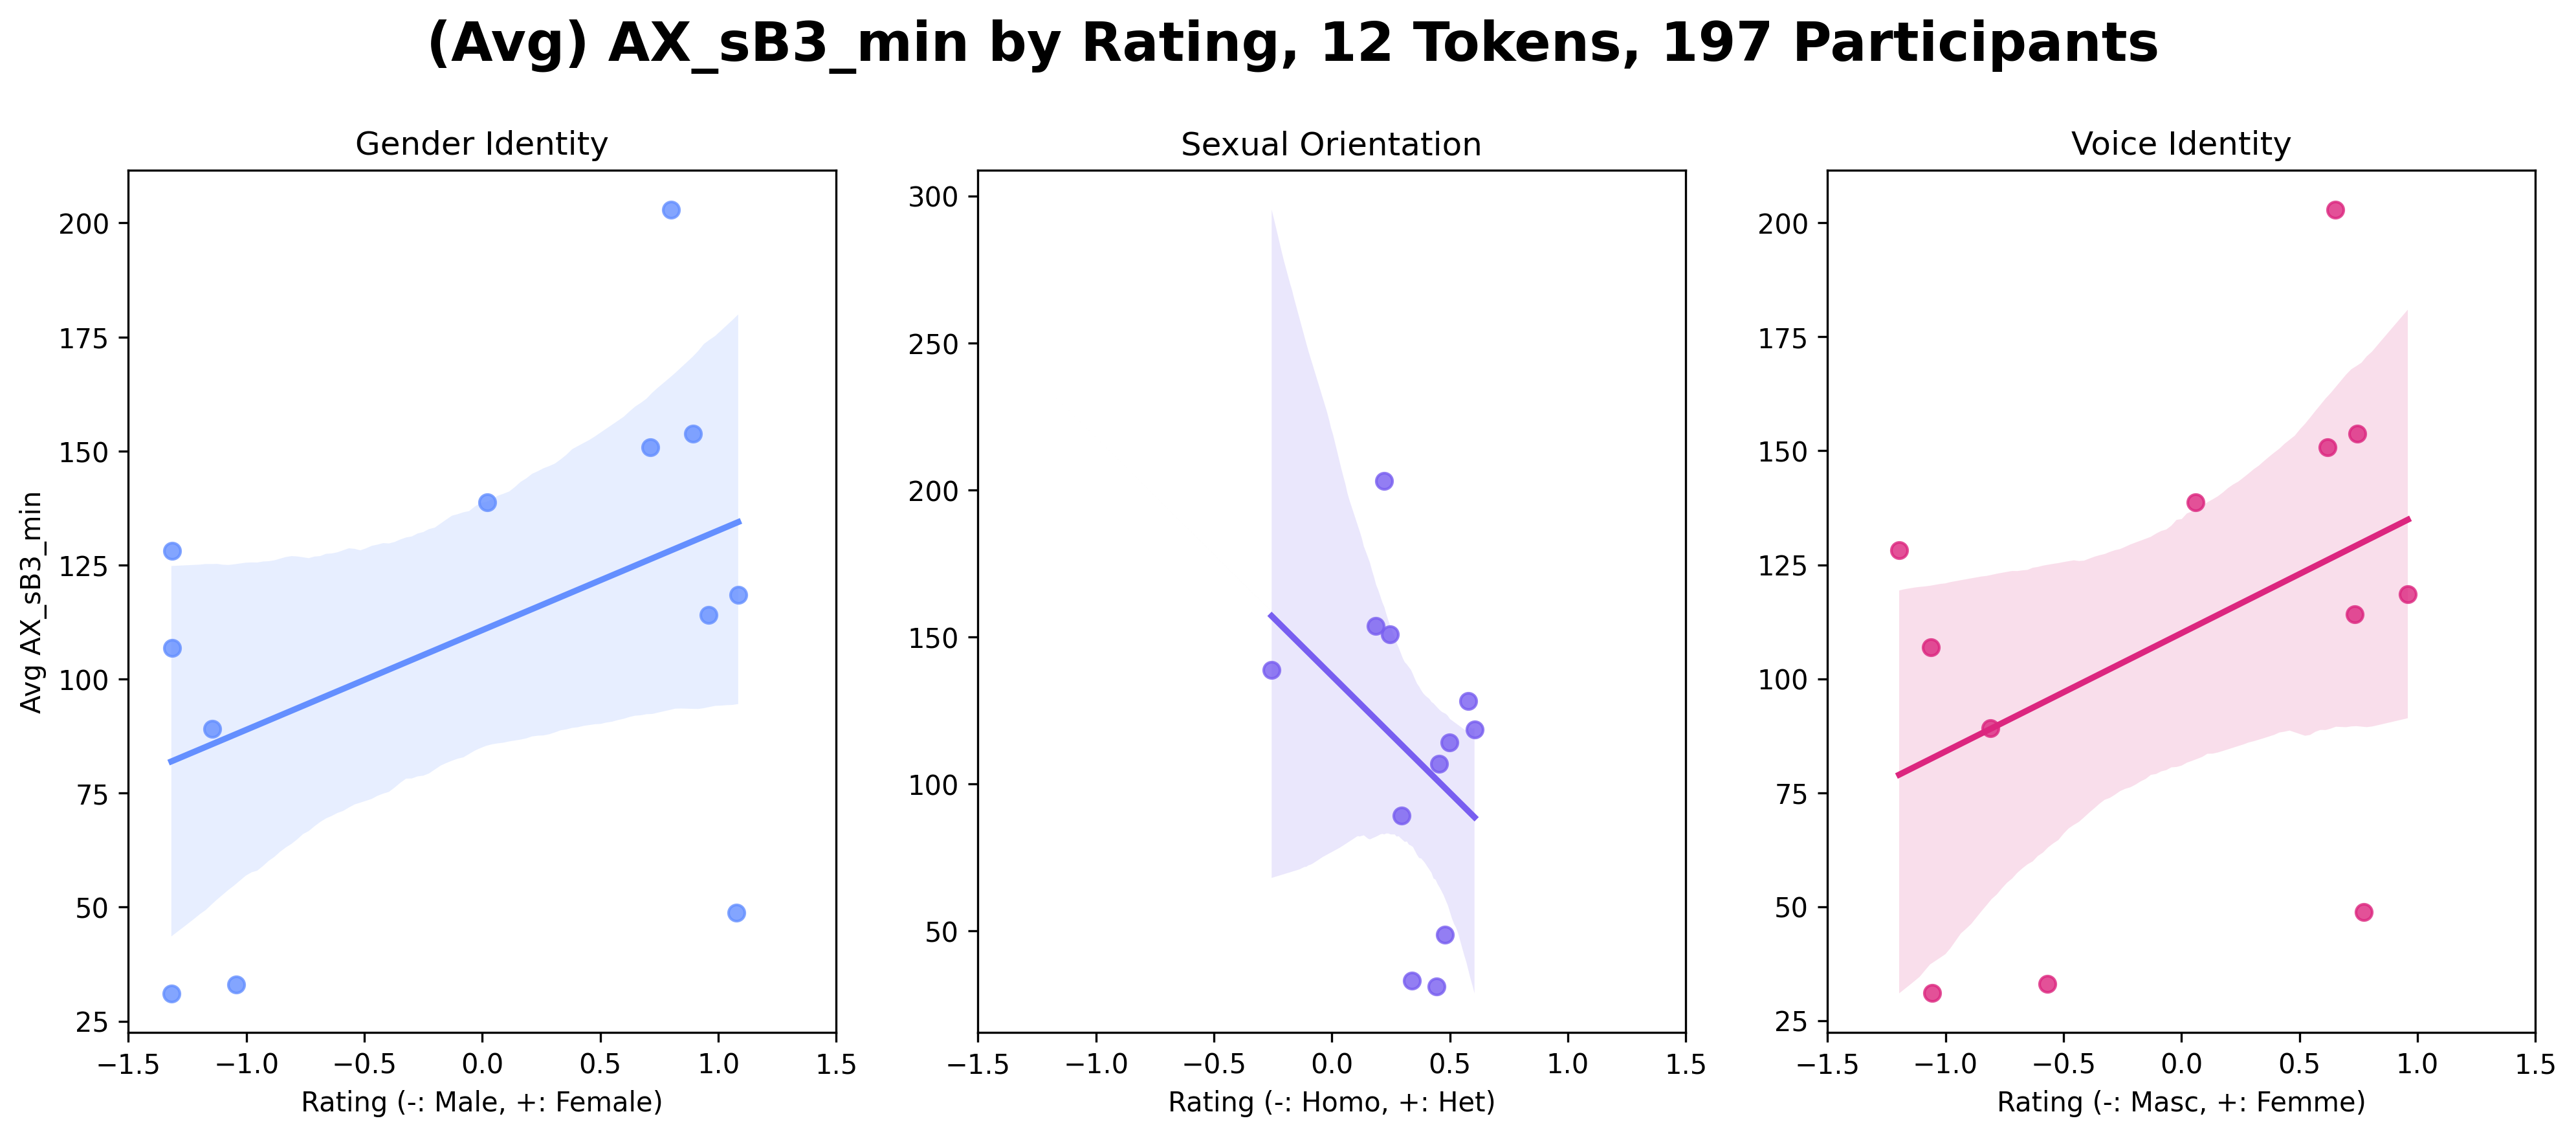 (Avg) AX_sB3_min by Rating, 12 Tokens, 197 Participants
Gender Identity
200
175
150
125
100
75
50
25
Avg AX_sB3_min
−1.5 −1.0 −0.5 0.0 0.5 1.0 1.5
Rating (-: Male, +: Female)
Sexual Orientation
300
250
200
150
100
50
−1.5 −1.0 −0.5 0.0 0.5 1.0 1.5
Rating (-: Homo, +: Het)
Voice Identity
200
175
150
125
100
75
50
25
−1.5 −1.0 −0.5 0.0 0.5 1.0 1.5
Rating (-: Masc, +: Femme)